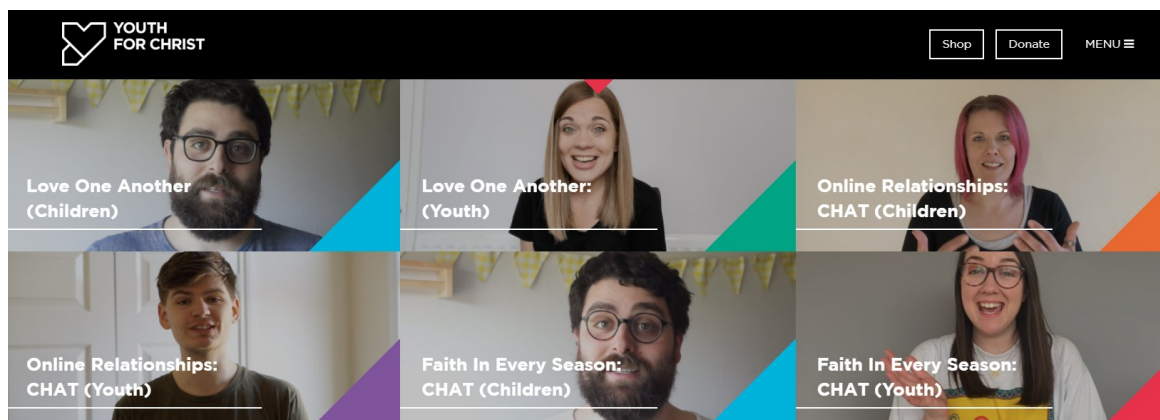 YOUTH
FOR CHRIST
Shop
Donate
MENU
Love One Another
(Children)
Love One Another:
(Youth)
Online Relationships:
CHAT (Children)
Online Relationships:
CHAT (Youth)
Faith In Every Season:
CHAT (Children)
Faith In Every Season:
CHAT (Youth)